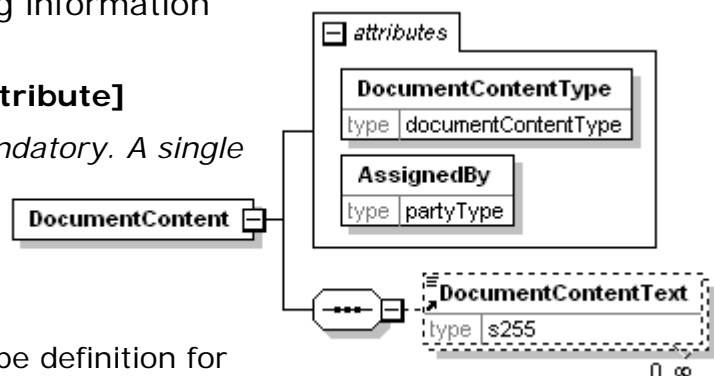 g information
attributes
tribute]
DocumentContentType
type documentContentType
ndatory. A single
AssignedBy
type partyType
DocumentContent
DocumentContentText
type s255
pe definition for
0..∞